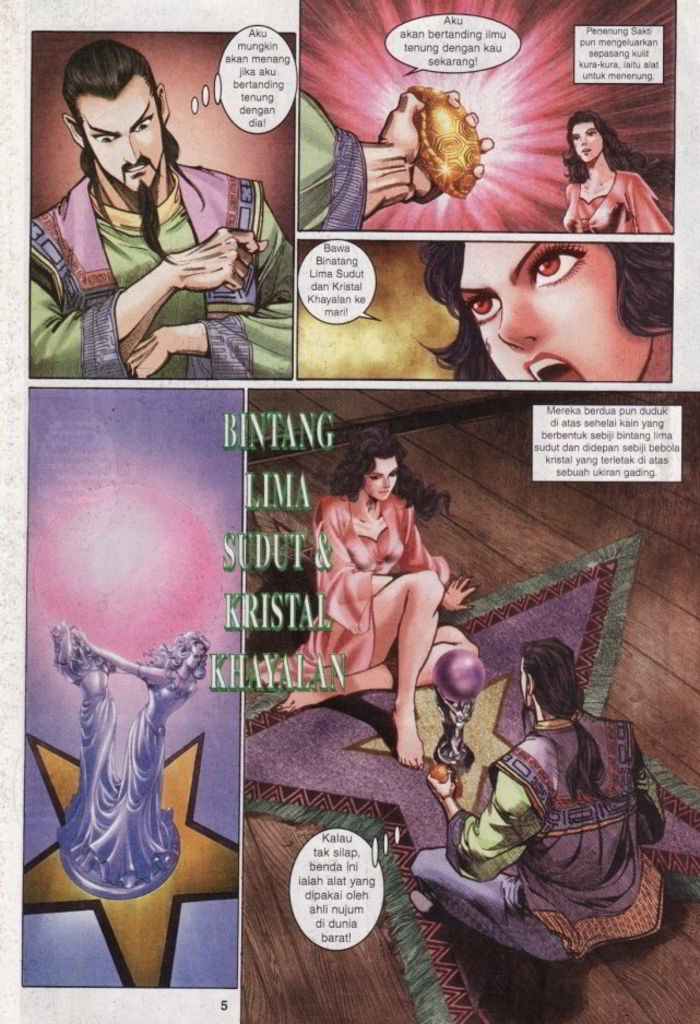 Aku
mungkin
akan menang
jika aku
bertanding
tenung
dengan
dia!
Aku
akan bertanding ilmu
tenung dengan kau
sekarang!
Penenung Sakti
pun mengeluarkan
sepasang kulit
kura-kura, iaitu alat
untuk menenung.
Bawa
Binatang
Lima Sudut
dan Kristal
Khayalan ke
mari!
BINTANG
LIMA
SUDUT &
KRISTAL
KHAYALAN
Mereka berdua pun duduk
di atas sehelai kain yang
berbentuk sebiji bintang lima
sudut dan didepan sebiji bebola
kristal yang terletak di atas
sebuah ukiran gading.
Kalau
tak silap,
benda ini
ialah alat yang
dipakai oleh
ahli nujum
di dunia
barat!
5